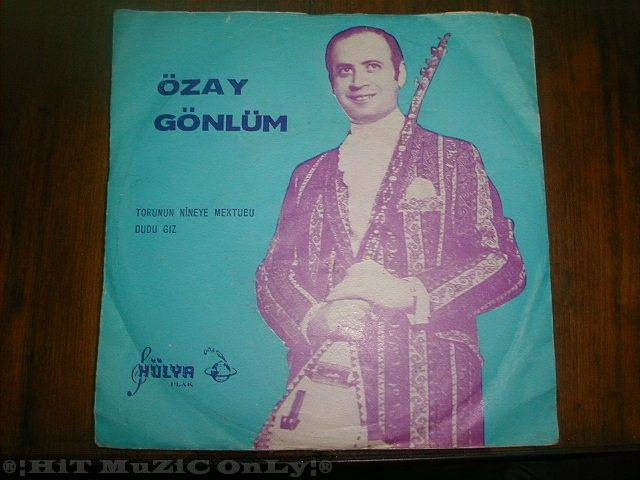 ÖZAY
GÖNLÜM
TORUNUN NİNEYE MEKTUBU
DUDU GIZ
HÜLYA
PLAK
®¦HiT MuZiC OnLy¦®